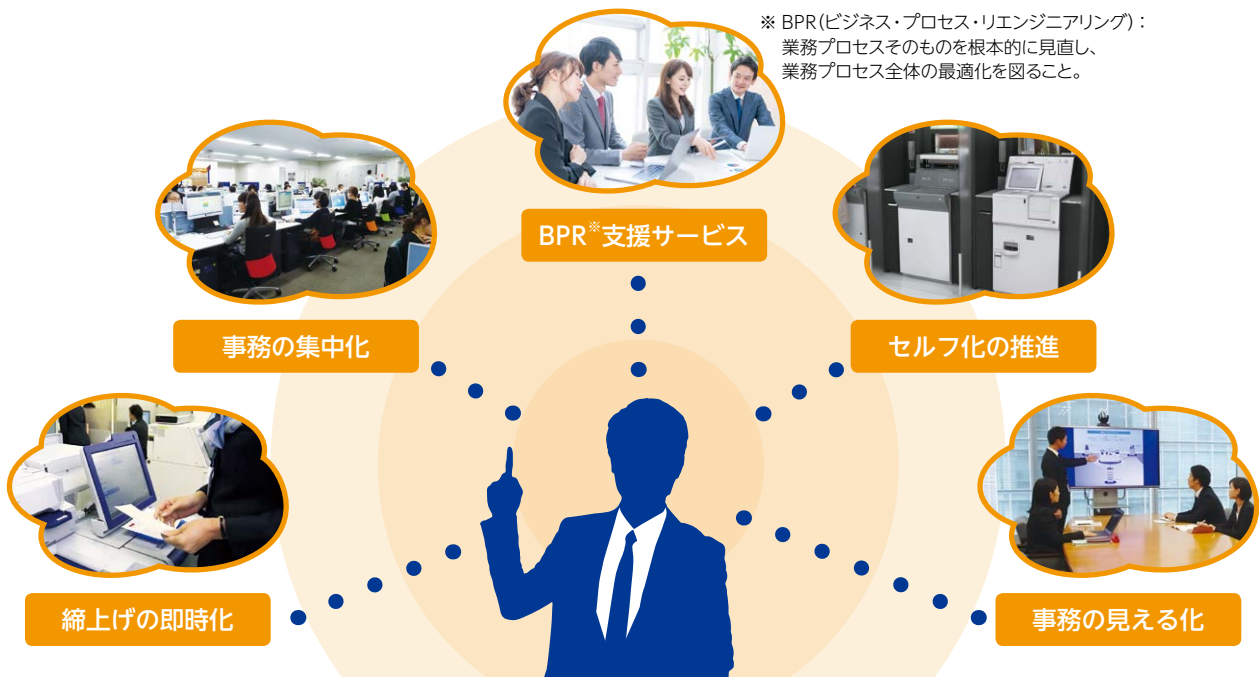 ※ BPR(ビジネス・プロセス・リエンジニアリング)：
業務プロセスそのものを根本的に見直し、
業務プロセス全体の最適化を図ること。
BPR※支援サービス
事務の集中化
セルフ化の推進
締上げの即時化
事務の見える化